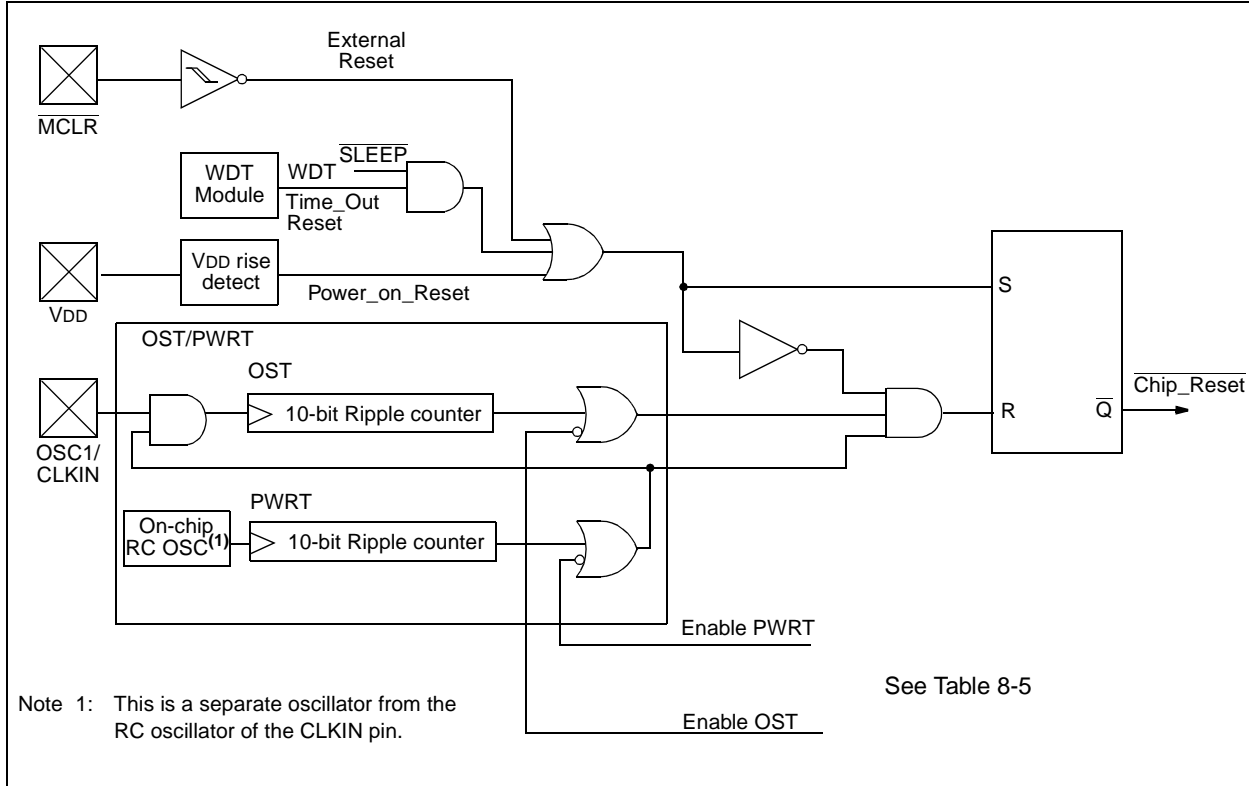 External
Reset
MCLR
SLEEP
WDT
Module
WDT
Time_Out
Reset
VDD rise
detect
Power_on_Reset
VDD
S
OST/PWRT
OST
10-bit Ripple counter
Chip_Reset
R
Q
OSC1/
CLKIN
PWRT
On-chip
RC OSC(1)
10-bit Ripple counter
Enable PWRT
See Table 8-5
Note 1: This is a separate oscillator from the
RC oscillator of the CLKIN pin.
Enable OST